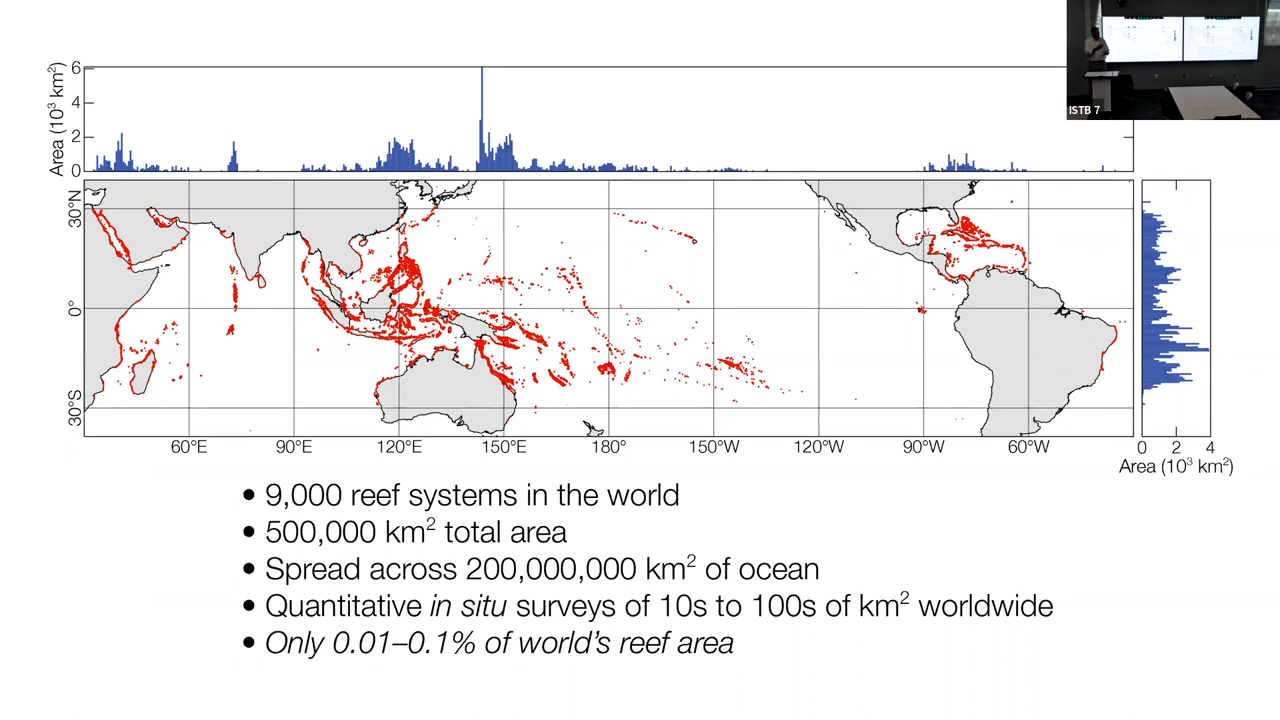 ISTB 7
Area (10³ km²)
6
4
2
0
30°N
0°
30°S
60°E
90°E
120°E
150°E
180°
150°W
120°W
90°W
60°W
0
2
4
Area (10³ km²)
• 9,000 reef systems in the world
• 500,000 km² total area
• Spread across 200,000,000 km² of ocean
• Quantitative in situ surveys of 10s to 100s of km² worldwide
• Only 0.01–0.1% of world's reef area